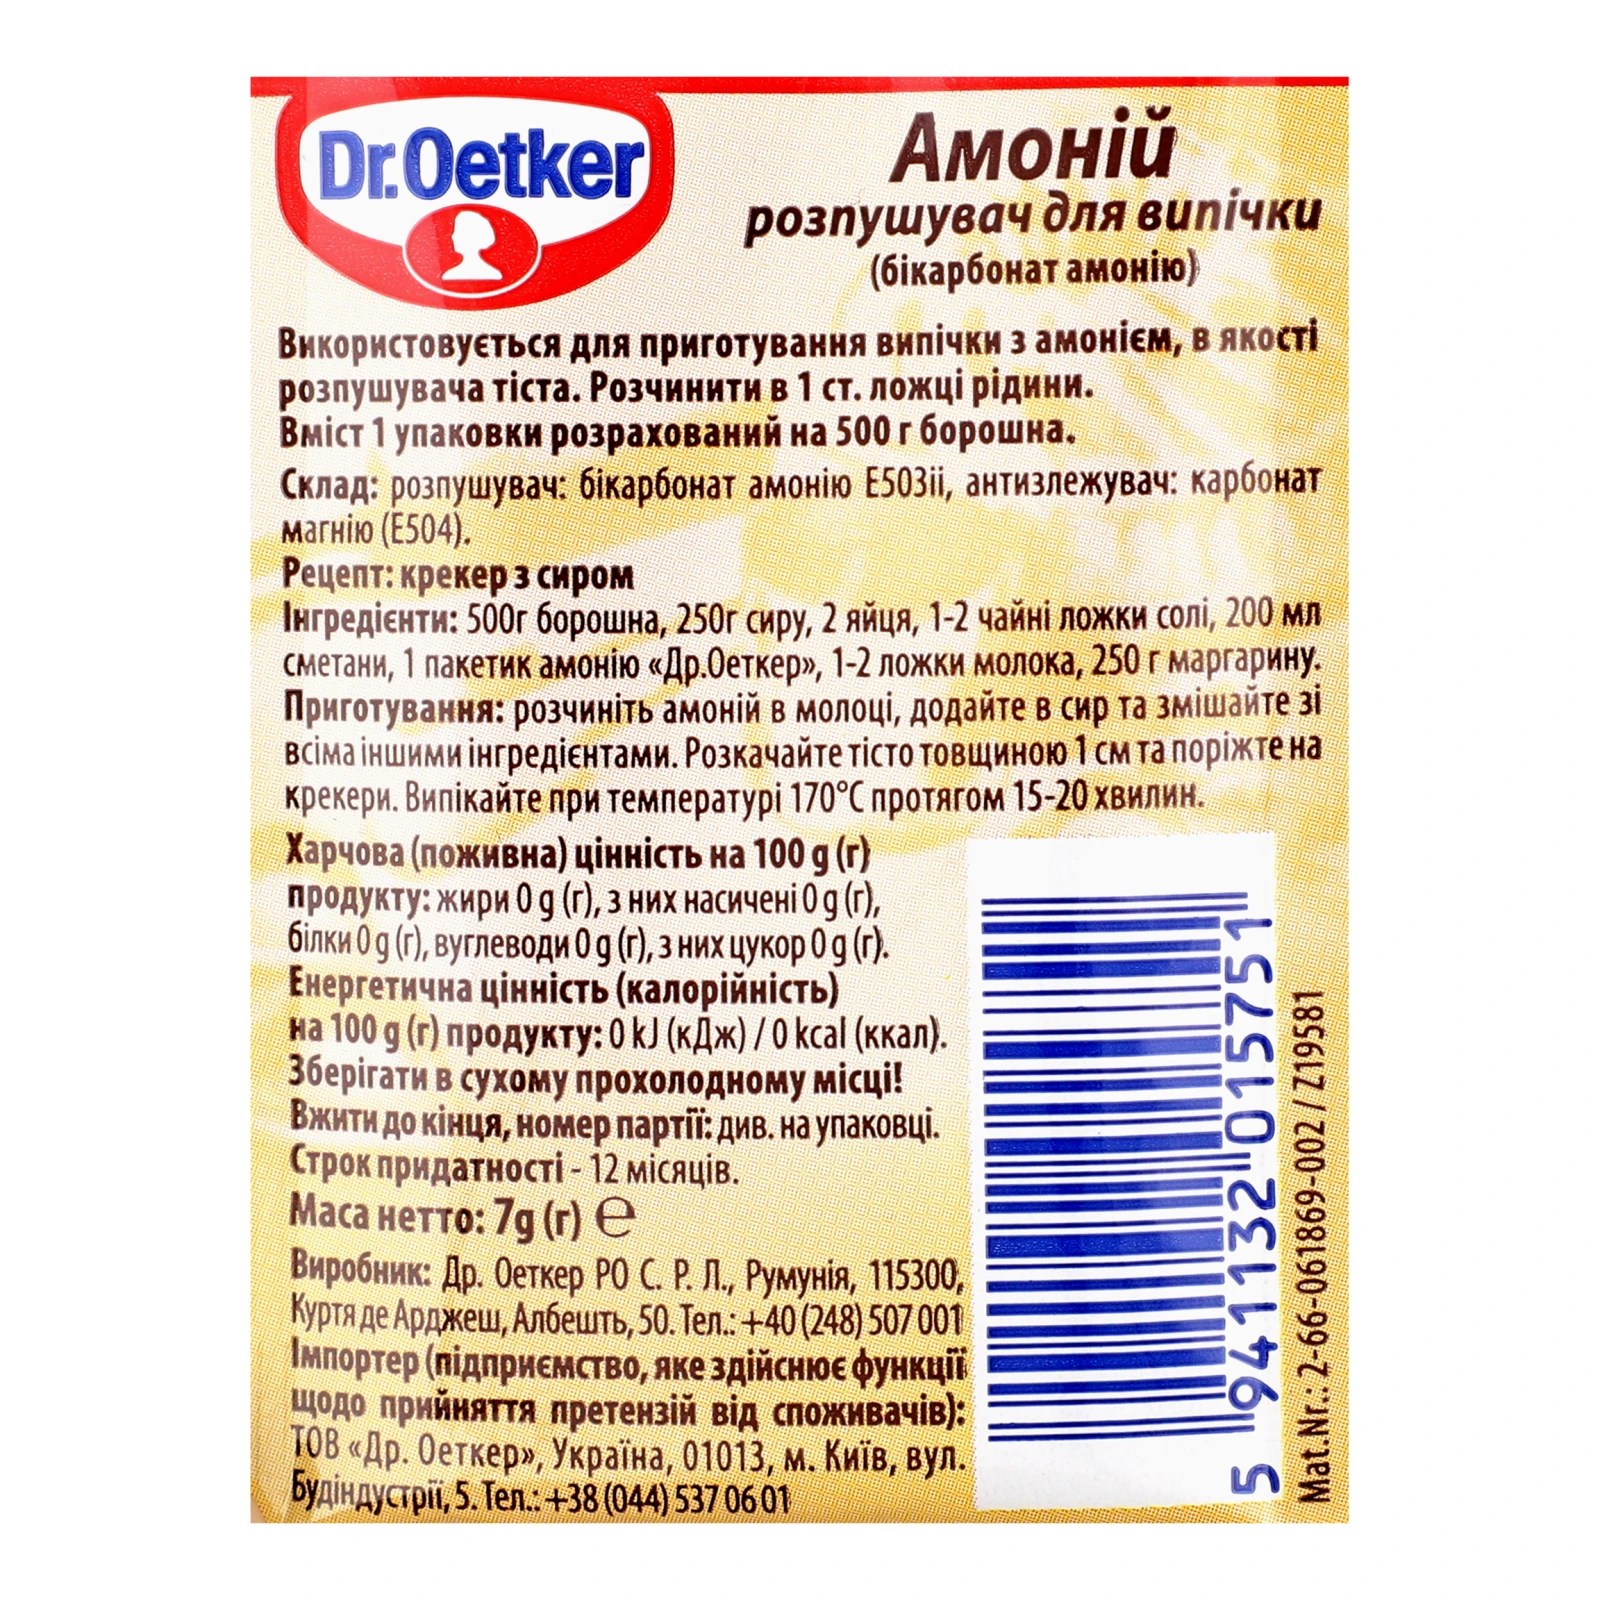 Dr.Oetker
Амоній
розпушувач для випічки
(бікарбонат амонію)
Використовується для приготування випічки з амонієм, в якості
розпушувача тіста. Розчинити в 1 ст. ложці рідини.
Вміст 1 упаковки розрахований на 500 г борошна.
Склад: розпушувач: бікарбонат амонію Е503іі, антизлежувач: карбонат
магнію (Е504).
Рецепт: крекер з сиром
Інгредієнти: 500г борошна, 250г сиру, 2 яйця, 1-2 чайні ложки солі, 200 мл
сметани, 1 пакетик амонію «Др.Оеткер», 1-2 ложки молока, 250 г маргарину.
Приготування: розчиніть амоній в молоці, додайте в сир та змішайте зі
всіма іншими інгредієнтами. Розкачайте тісто товщиною 1 см та поріжте на
крекери. Випікайте при температурі 170°С протягом 15-20 хвилин.
Харчова (поживна) цінність на 100 g (г)
продукту: жири 0 g (г), з них насичені 0 g (г),
білки 0 g (г), вуглеводи 0 g (г), з них цукор 0 g (г).
Енергетична цінність (калорійність)
на 100 g (г) продукту: 0 kJ (кДж) / 0 kcal (ккал).
Зберігати в сухому прохолодному місці!
Вжити до кінця, номер партії: див. на упаковці.
Строк придатності - 12 місяців.
Маса нетто: 7g (г) ℮
Виробник: Др. Оеткер РО С. Р. Л., Румунія, 115300,
Куртя де Арджеш, Албешть, 50. Тел.: +40 (248) 507 001
Імпортер (підприємство, яке здійснює функції
щодо прийняття претензій від споживачів):
ТОВ «Др. Оеткер», Україна, 01013, м. Київ, вул.
Будіндустрії, 5. Тел.: +38 (044) 537 06 01
5 941132 015751
Mat.Nr.: 2-66-061869-002 / Z19581